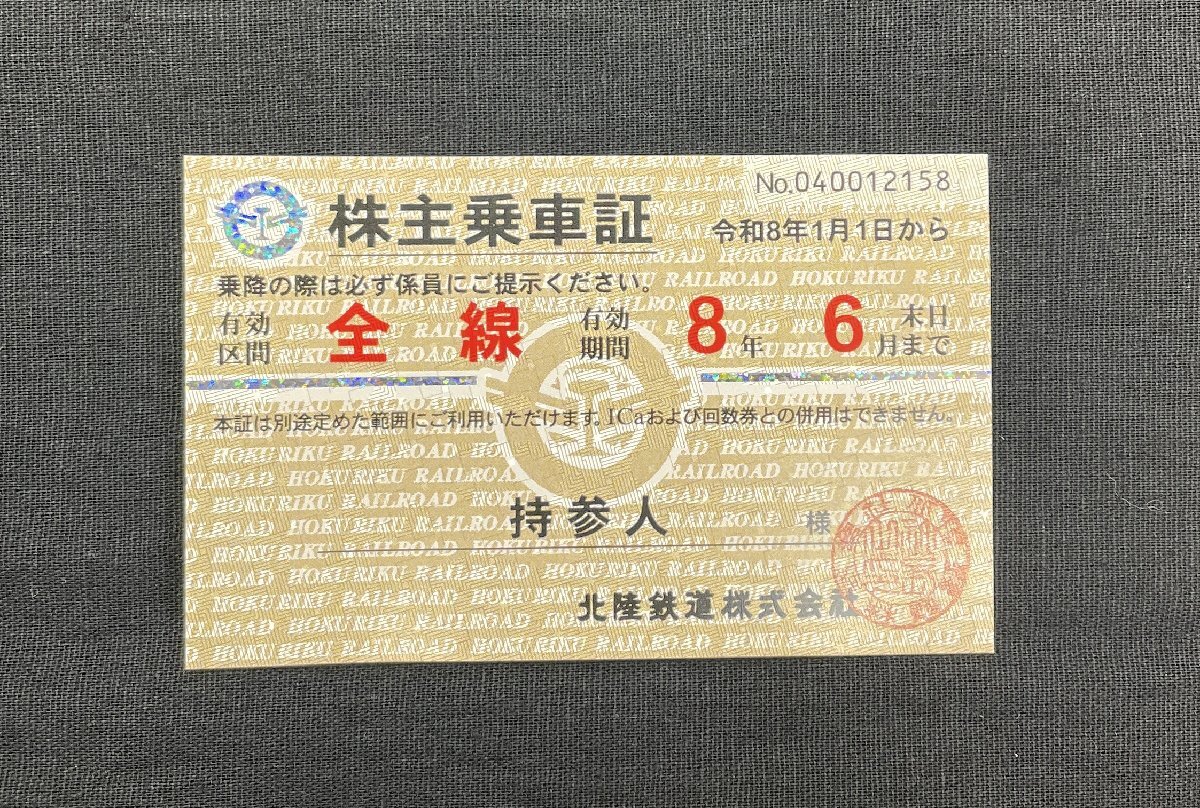 No.040012158
株主乗車証
令和8年1月1日から
乗降の際は必ず係員にご提示ください。
有効区間 全線 有効期間 8年 6月末日まで
本証は別途定めた範囲にご利用いただけます。ICaおよび回数券との併用はできません。
持参人 様
北陸鉄道株式会社
HOKURIKU RAILROAD